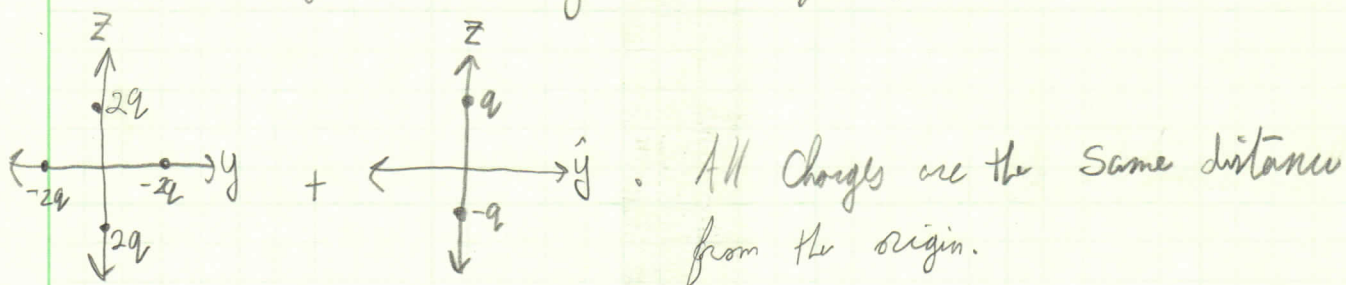 z
z
2q
q
y
+
ŷ
. All charges are the same distance
-2q
-2q
2q
-q
from the origin.